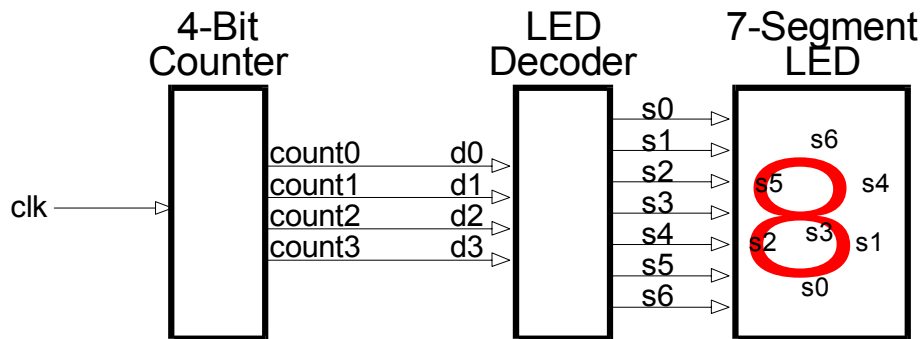 4-Bit
Counter
LED
Decoder
7-Segment
LED
clk
count0
count1
count2
count3
d0
d1
d2
d3
s0
s1
s2
s3
s4
s5
s6
s6
s5
s4
s3
s2
s1
s0